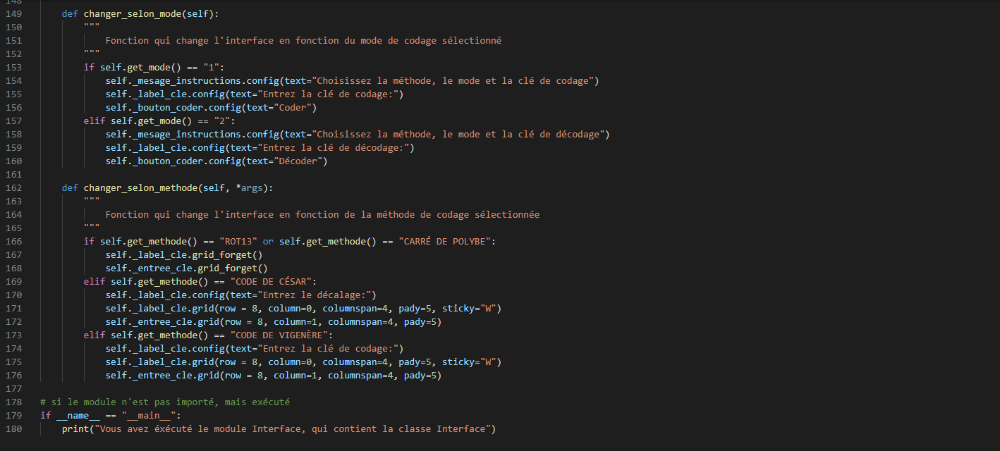 148
149 def changer_selon_mode(self):
150 """
151 Fonction qui change l'interface en fonction du mode de codage sélectionné
152 """
153 if self.get_mode() == "1":
154 self._mesage_instructions.config(text="Choisissez la méthode, le mode et la clé de codage")
155 self._label_cle.config(text="Entrez la clé de codage:")
156 self._bouton_coder.config(text="Coder")
157 elif self.get_mode() == "2":
158 self._mesage_instructions.config(text="Choisissez la méthode, le mode et la clé de décodage")
159 self._label_cle.config(text="Entrez la clé de décodage:")
160 self._bouton_coder.config(text="Décoder")
161
162 def changer_selon_methode(self, *args):
163 """
164 Fonction qui change l'interface en fonction de la méthode de codage sélectionnée
165 """
166 if self.get_methode() == "ROT13" or self.get_methode() == "CARRÉ DE POLYBE":
167 self._label_cle.grid_forget()
168 self._entree_cle.grid_forget()
169 elif self.get_methode() == "CODE DE CÉSAR":
170 self._label_cle.config(text="Entrez le décalage:")
171 self._label_cle.grid(row = 8, column=0, columnspan=4, pady=5, sticky="W")
172 self._entree_cle.grid(row = 8, column=1, columnspan=4, pady=5)
173 elif self.get_methode() == "CODE DE VIGENÈRE":
174 self._label_cle.config(text="Entrez la clé de codage:")
175 self._label_cle.grid(row = 8, column=0, columnspan=4, pady=5, sticky="W")
176 self._entree_cle.grid(row = 8, column=1, columnspan=4, pady=5)
177
178 # si le module n'est pas importé, mais exécuté
179 if __name__ == "__main__":
180 print("Vous avez éxécuté le module Interface, qui contient la classe Interface")